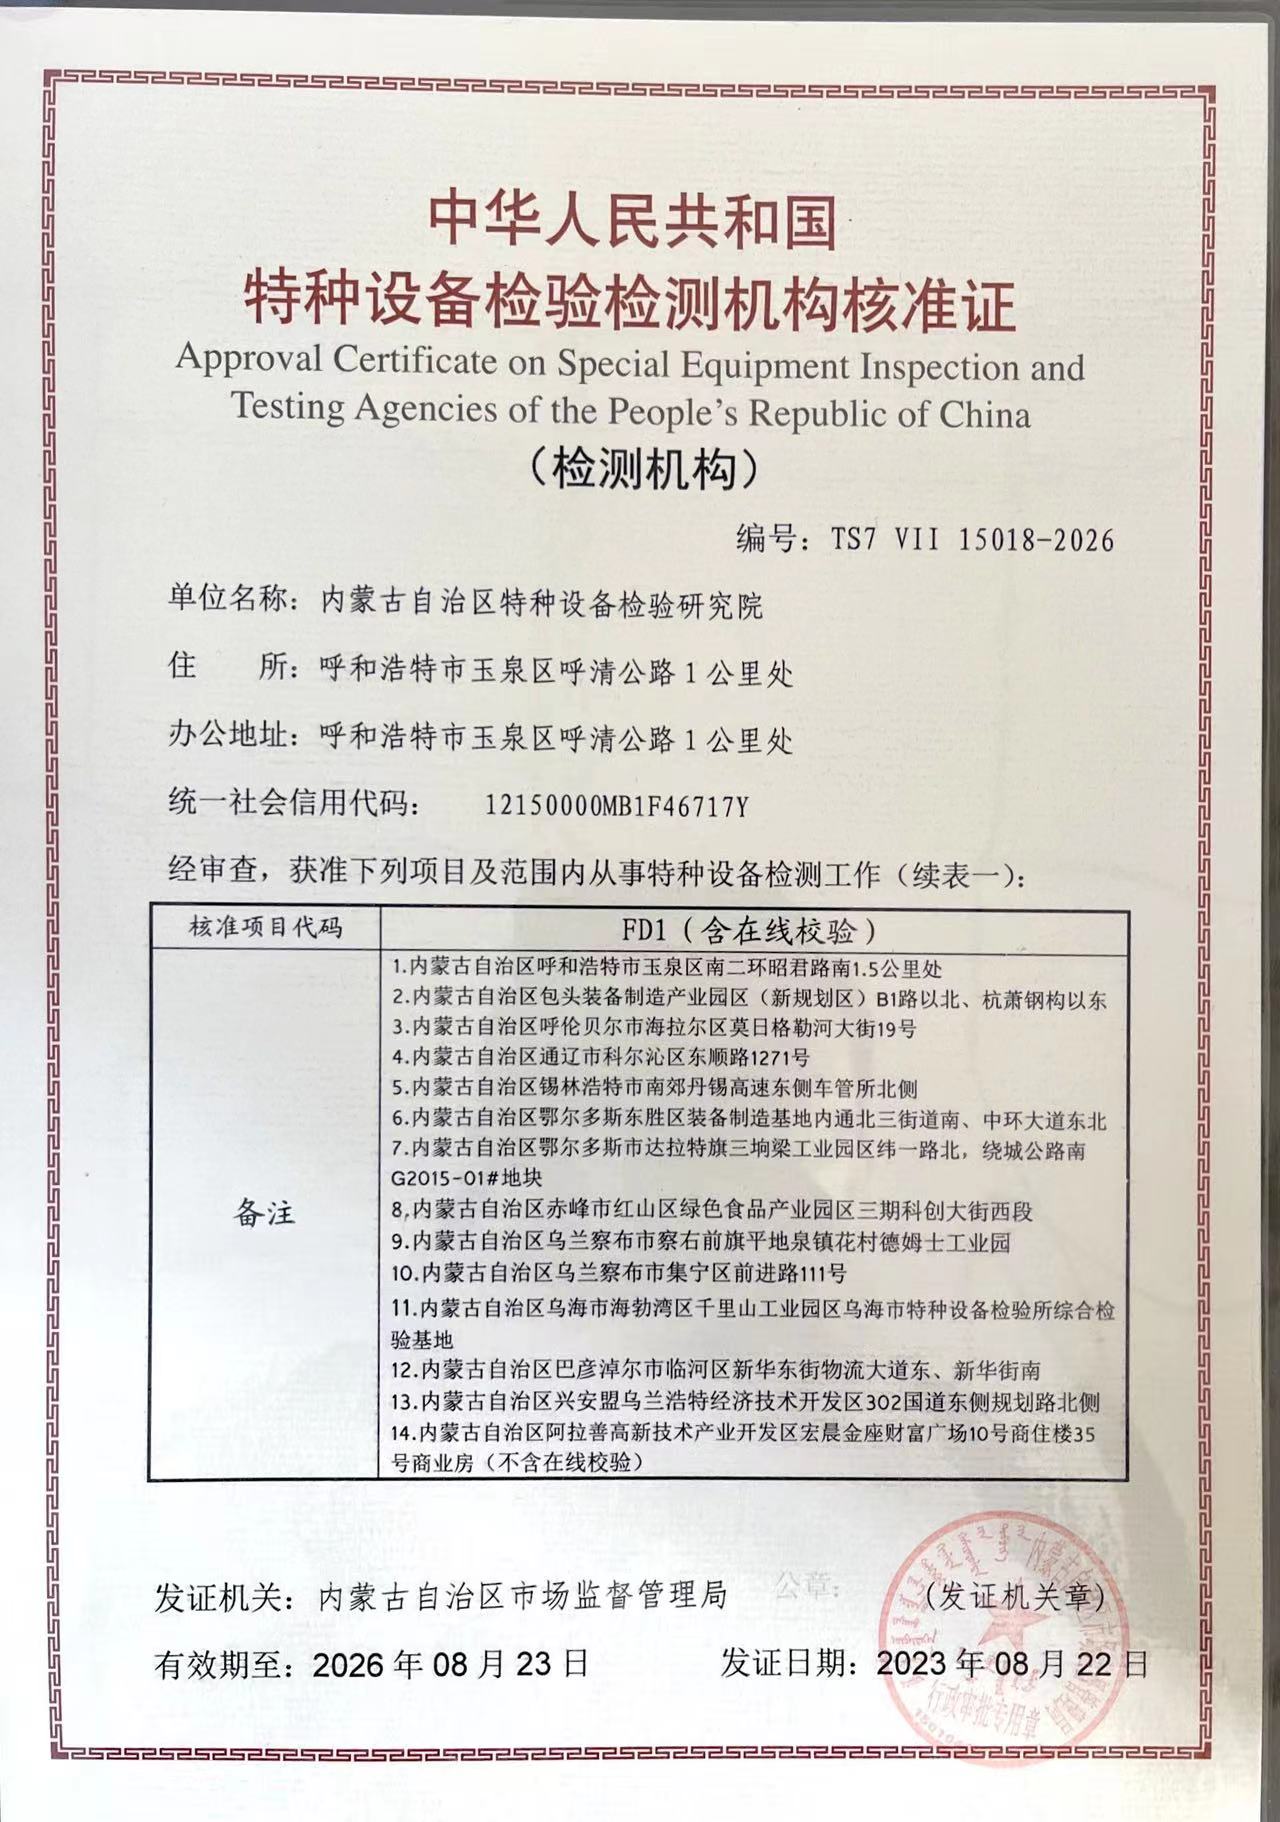 中华人民共和国
特种设备检验检测机构核准证
Approval Certificate on Special Equipment Inspection and
Testing Agencies of the People's Republic of China
（检测机构）
编号：TS7 VII 15018-2026
单位名称：内蒙古自治区特种设备检验研究院
住　　所：呼和浩特市玉泉区呼清公路 1 公里处
办公地址：呼和浩特市玉泉区呼清公路 1 公里处
统一社会信用代码：　12150000MB1F46717Y
经审查，获准下列项目及范围内从事特种设备检测工作（续表一）：
核准项目代码　FD1（含在线校验）
备注
1.内蒙古自治区呼和浩特市玉泉区南二环昭君路南1.5公里处
2.内蒙古自治区包头装备制造产业园区（新规划区）B1路以北、杭萧钢构以东
3.内蒙古自治区呼伦贝尔市海拉尔区莫日格勒河大街19号
4.内蒙古自治区通辽市科尔沁区东顺路1271号
5.内蒙古自治区锡林浩特市南郊丹锡高速东侧车管所北侧
6.内蒙古自治区鄂尔多斯东胜区装备制造基地内通北三街道南、中环大道东北
7.内蒙古自治区鄂尔多斯市达拉特旗三垧梁工业园区纬一路北，绕城公路南
G2015-01#地块
8.内蒙古自治区赤峰市红山区绿色食品产业园区三期科创大街西段
9.内蒙古自治区乌兰察布市察右前旗平地泉镇花村德姆士工业园
10.内蒙古自治区乌兰察布市集宁区前进路111号
11.内蒙古自治区乌海市海勃湾区千里山工业园区乌海市特种设备检验所综合检
验基地
12.内蒙古自治区巴彦淖尔市临河区新华东街物流大道东、新华街南
13.内蒙古自治区兴安盟乌兰浩特经济技术开发区302国道东侧规划路北侧
14.内蒙古自治区阿拉善高新技术产业开发区宏晨金座财富广场10号商住楼35
号商业房（不含在线校验）
发证机关：内蒙古自治区市场监督管理局　公章：　（发证机关章）
有效期至：2026 年 08 月 23 日　发证日期：2023 年 08 月 22 日
行政审批专用章